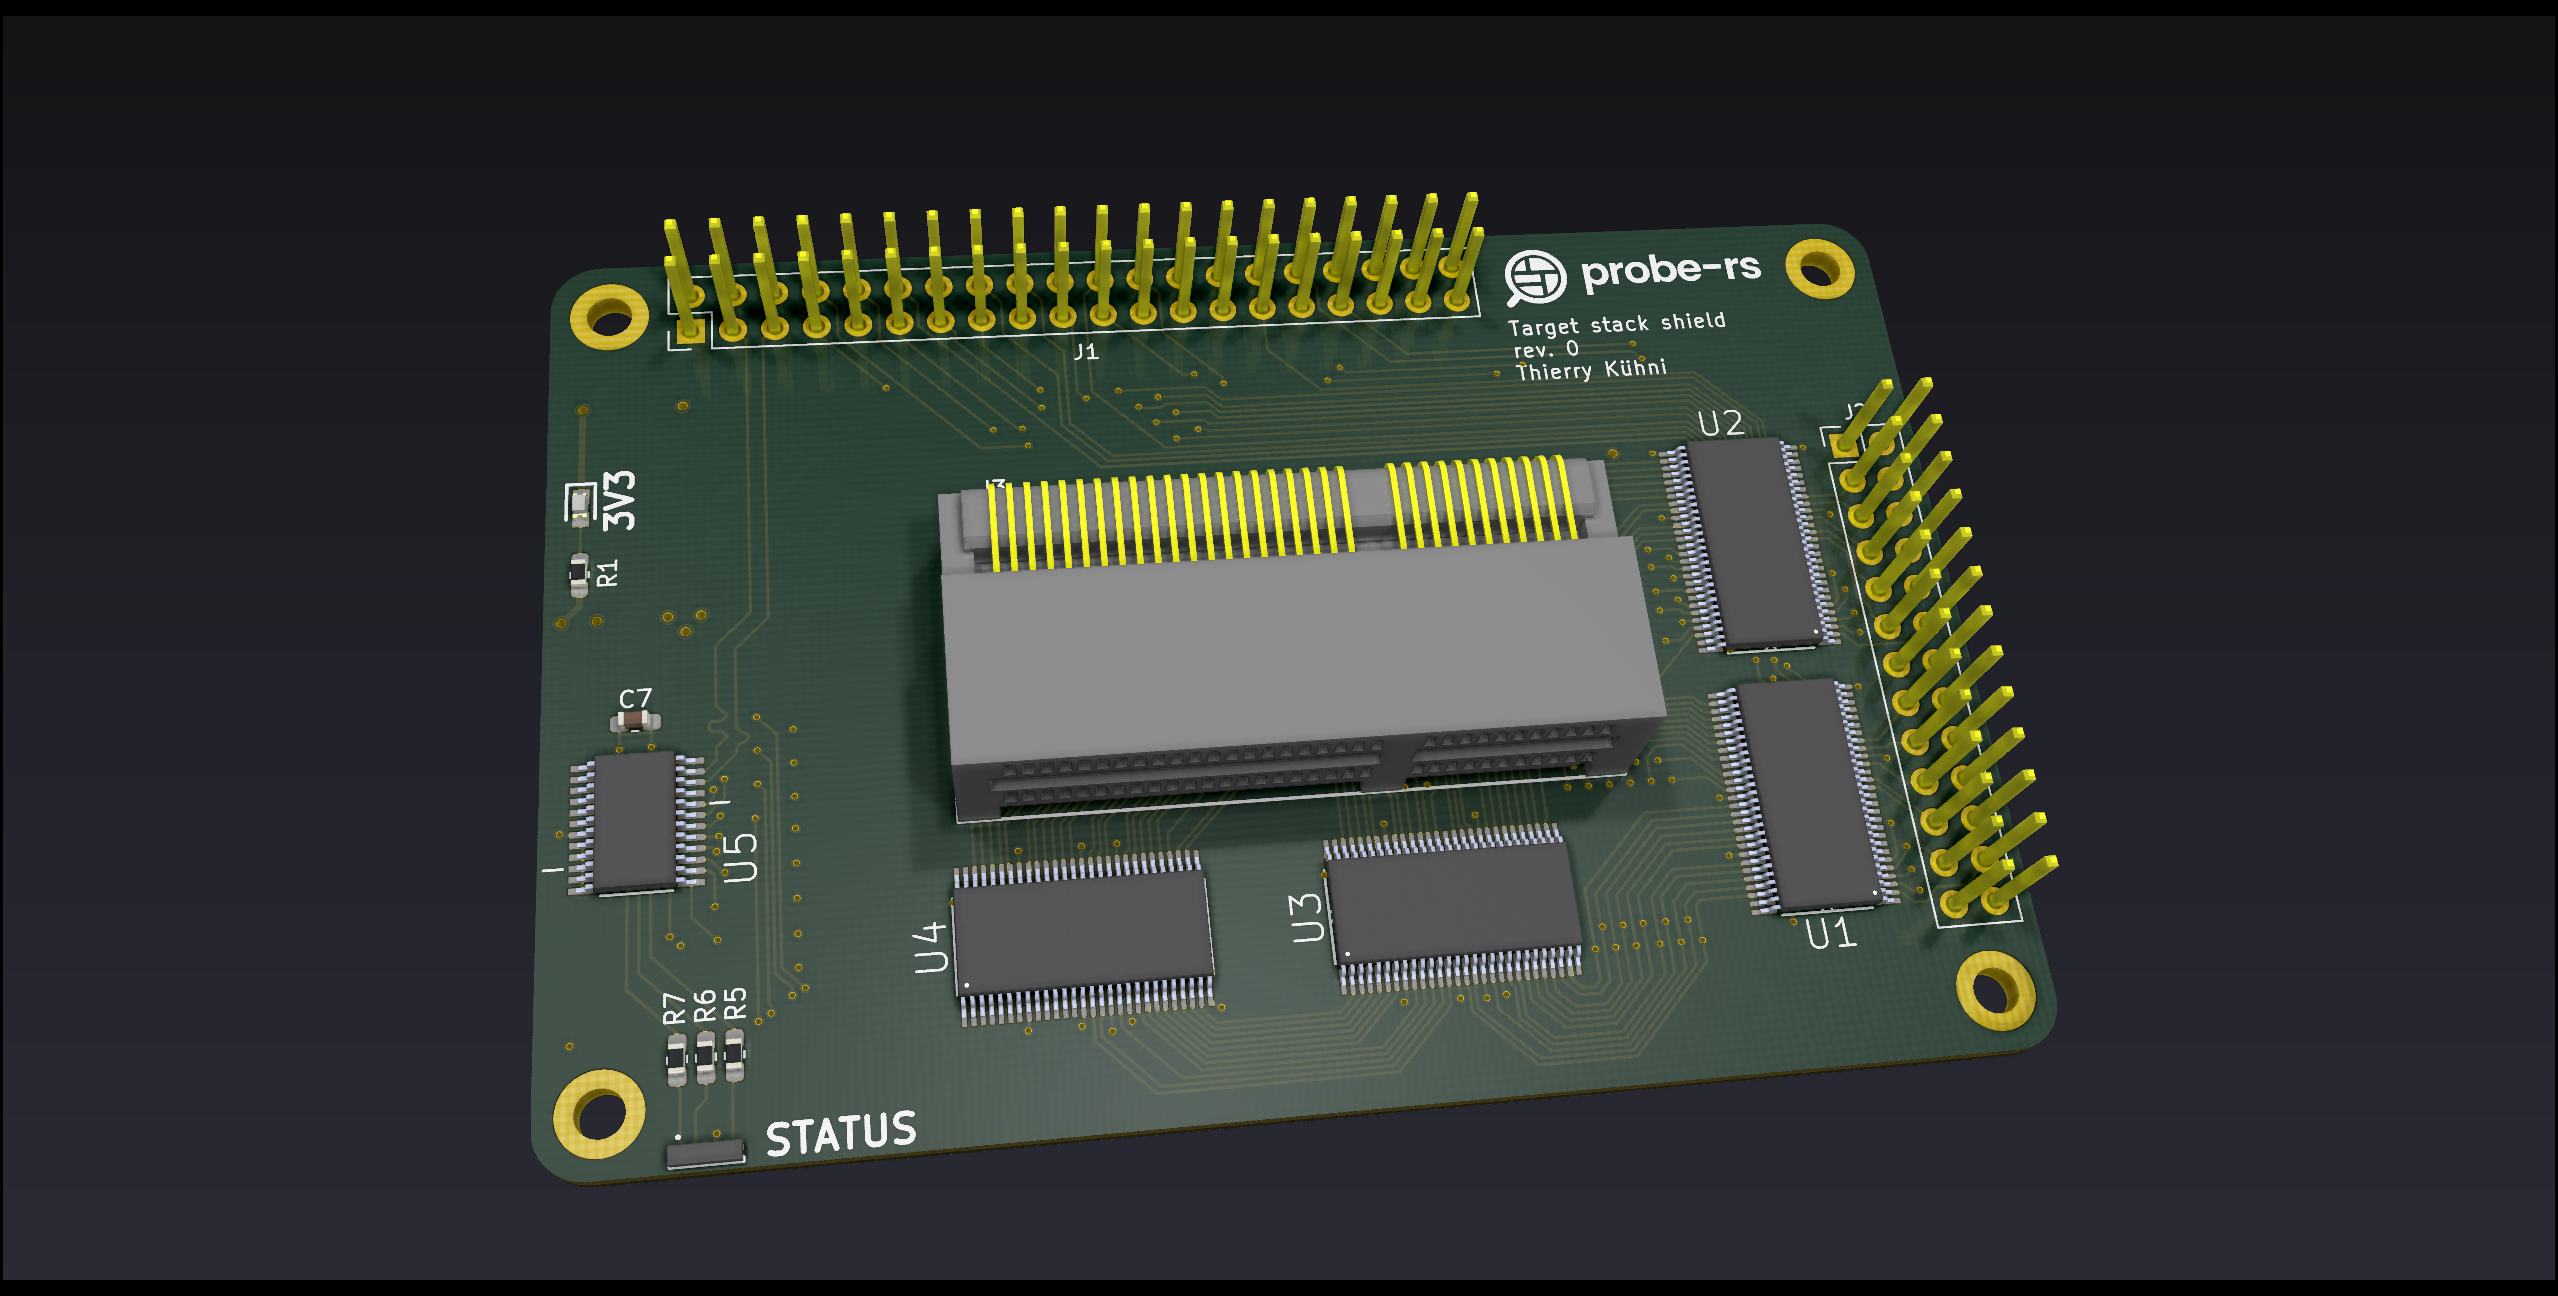 probe-rs
Target stack shield
rev. 0
Thierry Kühni
J1
U2
3V3
R1
C7
U5
U4
U3
U1
R7
R6
R5
STATUS